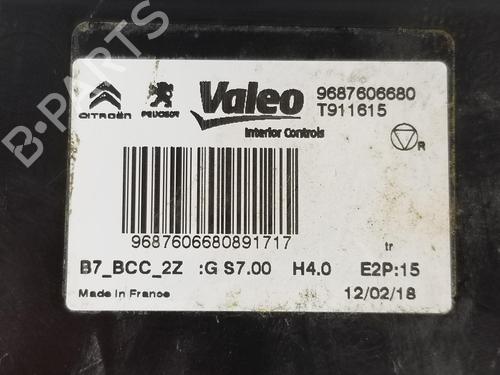 B-PARTS
CITROËN PEUGEOT Valeo 9687606680
T911615
Interior Controls
R
9687606680891717
tr
B7_BCC_2Z :G S7.00 H4.0 E2P:15
Made in France 12/02/18